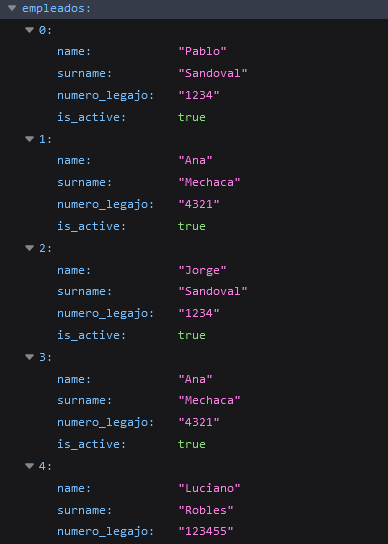 empleados:
0:
name: "Pablo"
surname: "Sandoval"
numero_legajo: "1234"
is_active: true
1:
name: "Ana"
surname: "Mechaca"
numero_legajo: "4321"
is_active: true
2:
name: "Jorge"
surname: "Sandoval"
numero_legajo: "1234"
is_active: true
3:
name: "Ana"
surname: "Mechaca"
numero_legajo: "4321"
is_active: true
4:
name: "Luciano"
surname: "Robles"
numero_legajo: "123455"